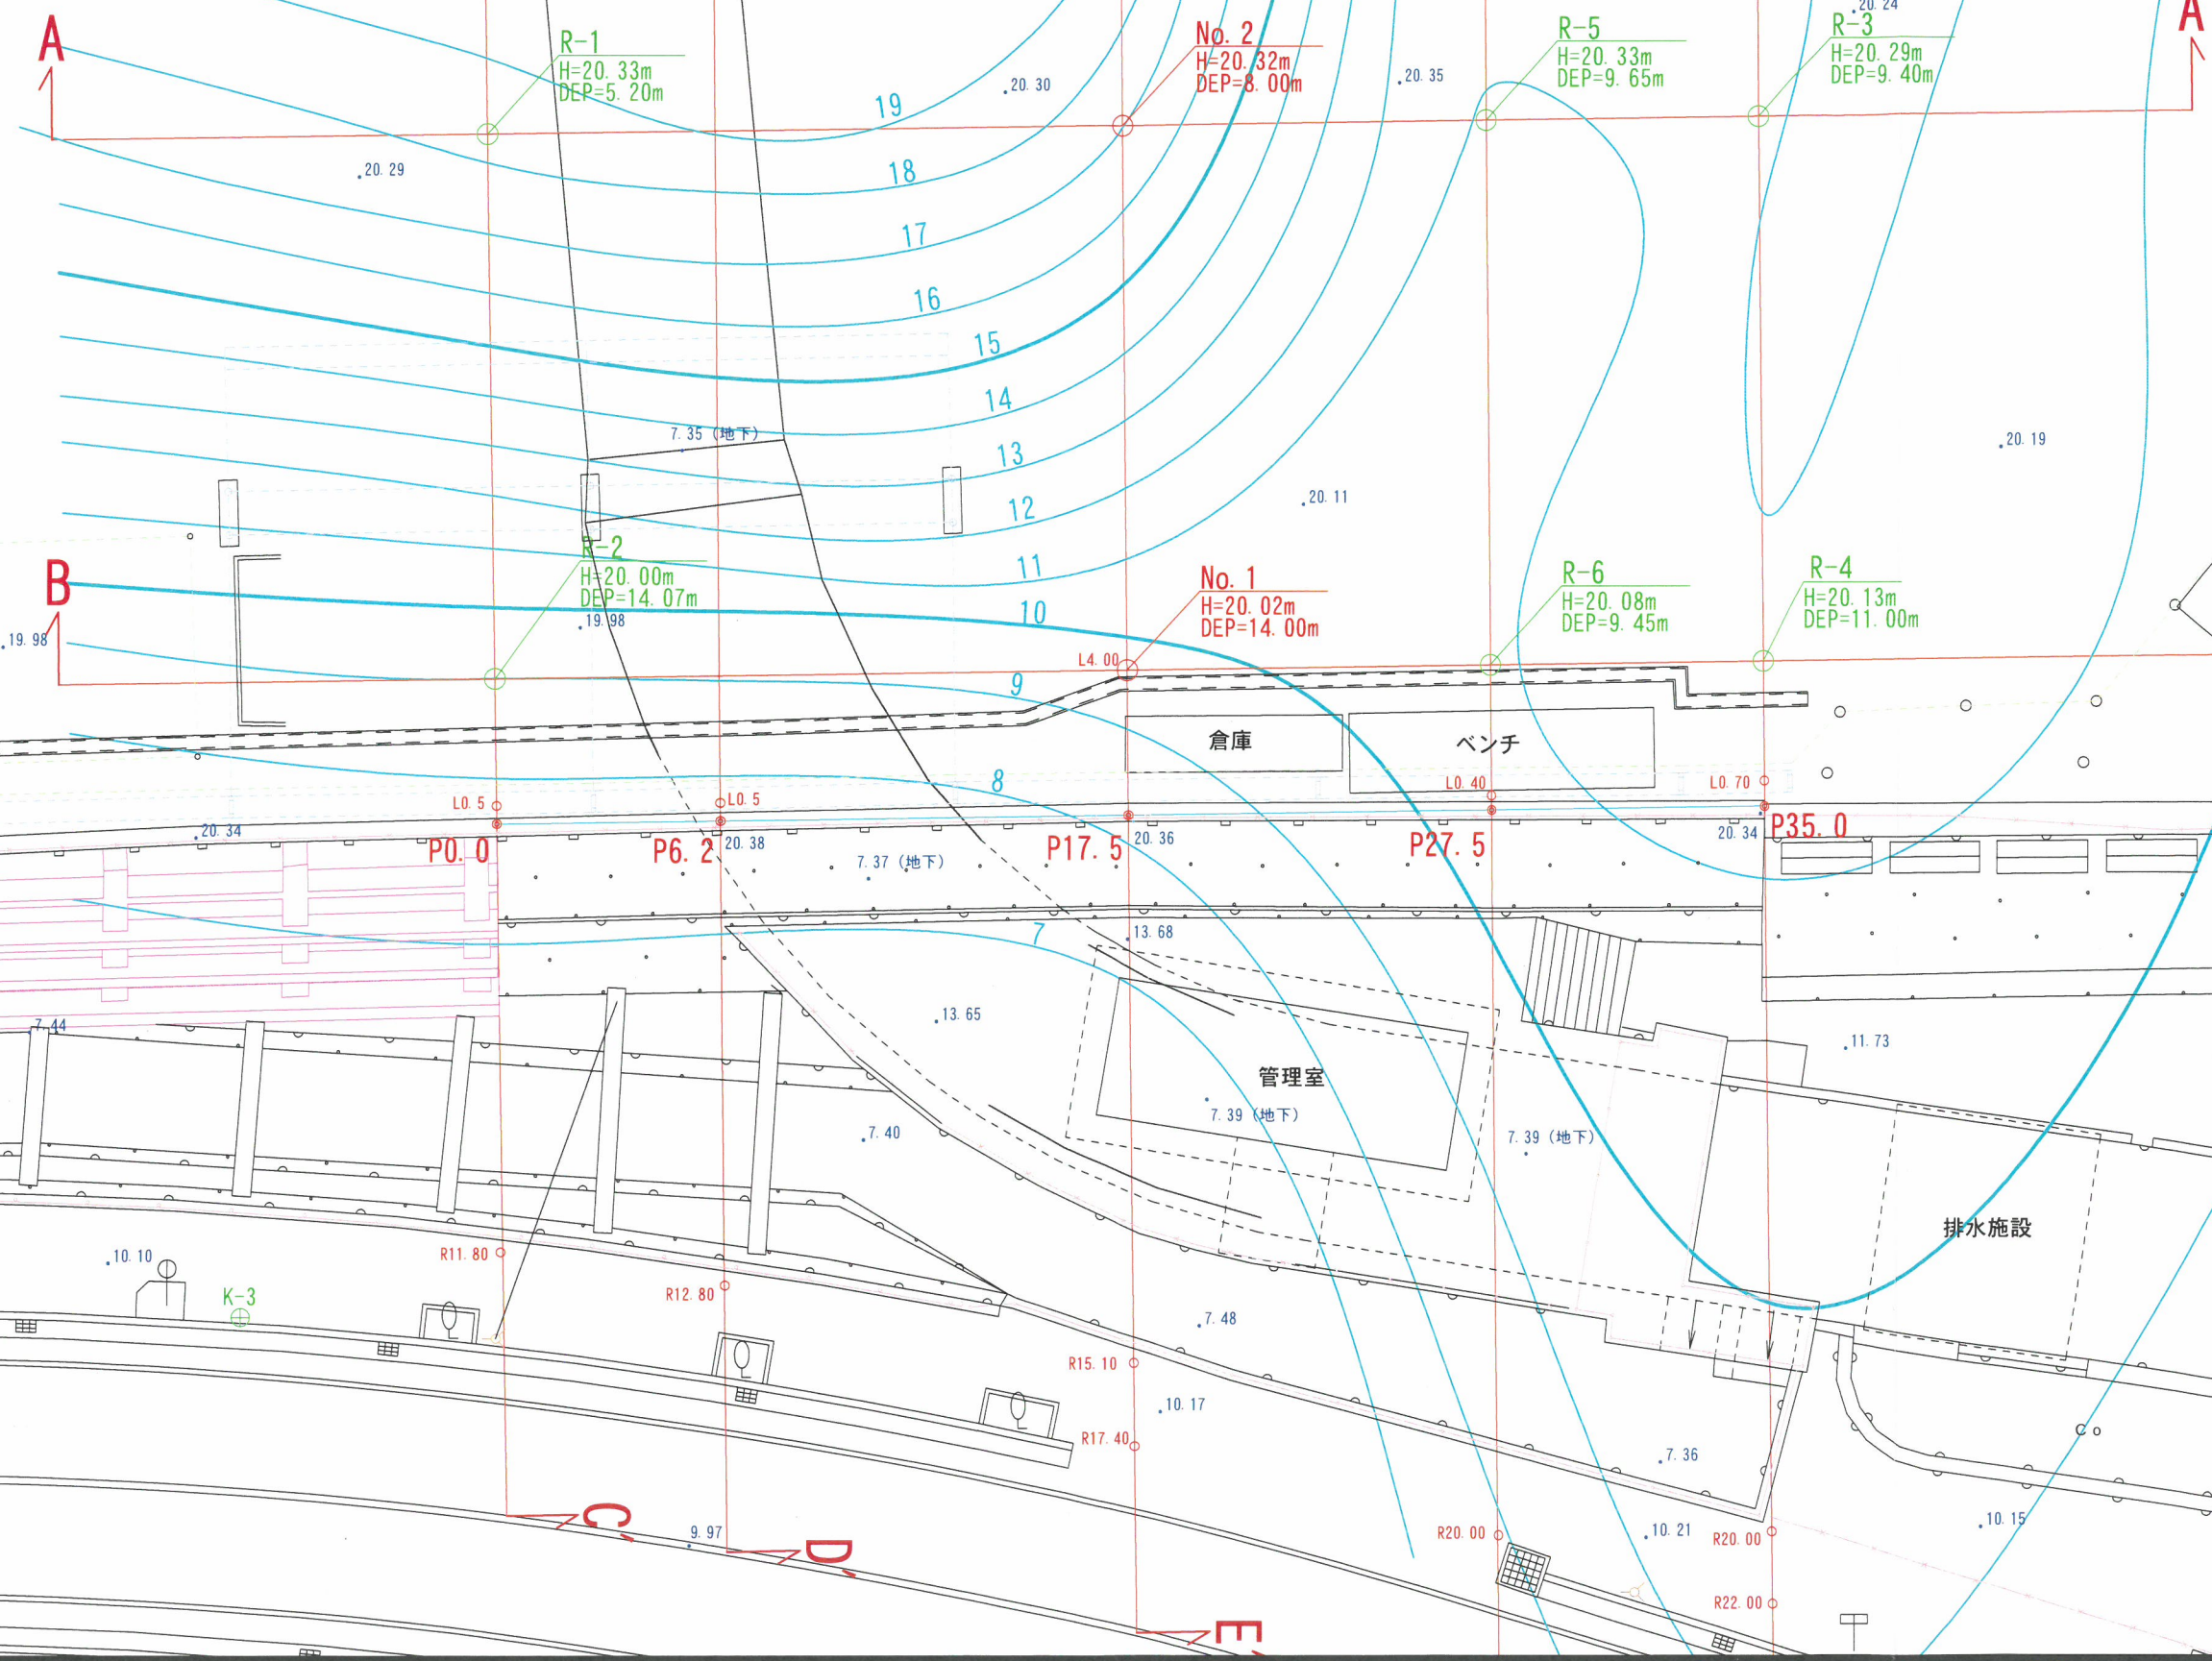 A
R-1
H=20. 33m
DEP=5. 20m
No. 2
H=20. 32m
DEP=8. 00m
R-5
H=20. 33m
DEP=9. 65m
20. 24
R-3
H=20. 29m
DEP=9. 40m
A
20. 30
20. 35
19
20. 29
18
17
16
15
14
7. 35 (地下)
13
20. 19
12
20. 11
11
R-2
H=20. 00m
DEP=14. 07m
B
10
No. 1
H=20. 02m
DEP=14. 00m
R-6
H=20. 08m
DEP=9. 45m
R-4
H=20. 13m
DEP=11. 00m
19. 98
19. 98
L4. 00
9
倉庫
ベンチ
8
L0. 5
L0. 5
L0. 40
L0. 70
20. 34
P0. 0
P6. 2
20. 38
P17. 5
20. 36
P27. 5
20. 34
P35. 0
7. 37 (地下)
7
13. 68
7. 44
13. 65
11. 73
管理室
7. 39 (地下)
7. 40
7. 39 (地下)
排水施設
10. 10
R11. 80
K-3
R12. 80
7. 48
R15. 10
10. 17
R17. 40
Co
7. 36
C'
9. 97
D'
R20. 00
10. 21
R20. 00
10. 15
R22. 00
E'